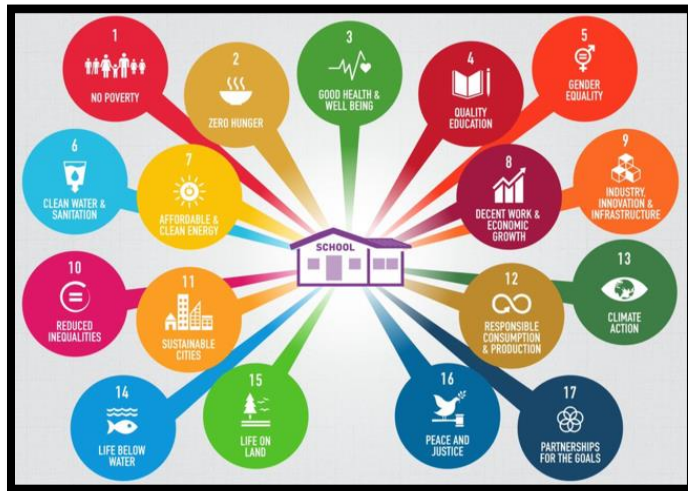 1
NO POVERTY
2
ZERO HUNGER
3
GOOD HEALTH &
WELL BEING
4
QUALITY
EDUCATION
5
GENDER
EQUALITY
6
CLEAN WATER &
SANITATION
7
AFFORDABLE &
CLEAN ENERGY
8
DECENT WORK &
ECONOMIC
GROWTH
9
INDUSTRY,
INNOVATION &
INFRASTRUCTURE
SCHOOL
10
REDUCED
INEQUALITIES
11
SUSTAINABLE
CITIES
12
RESPONSIBLE
CONSUMPTION
& PRODUCTION
13
CLIMATE
ACTION
14
LIFE BELOW
WATER
15
LIFE ON
LAND
16
PEACE AND
JUSTICE
17
PARTNERSHIPS
FOR THE GOALS